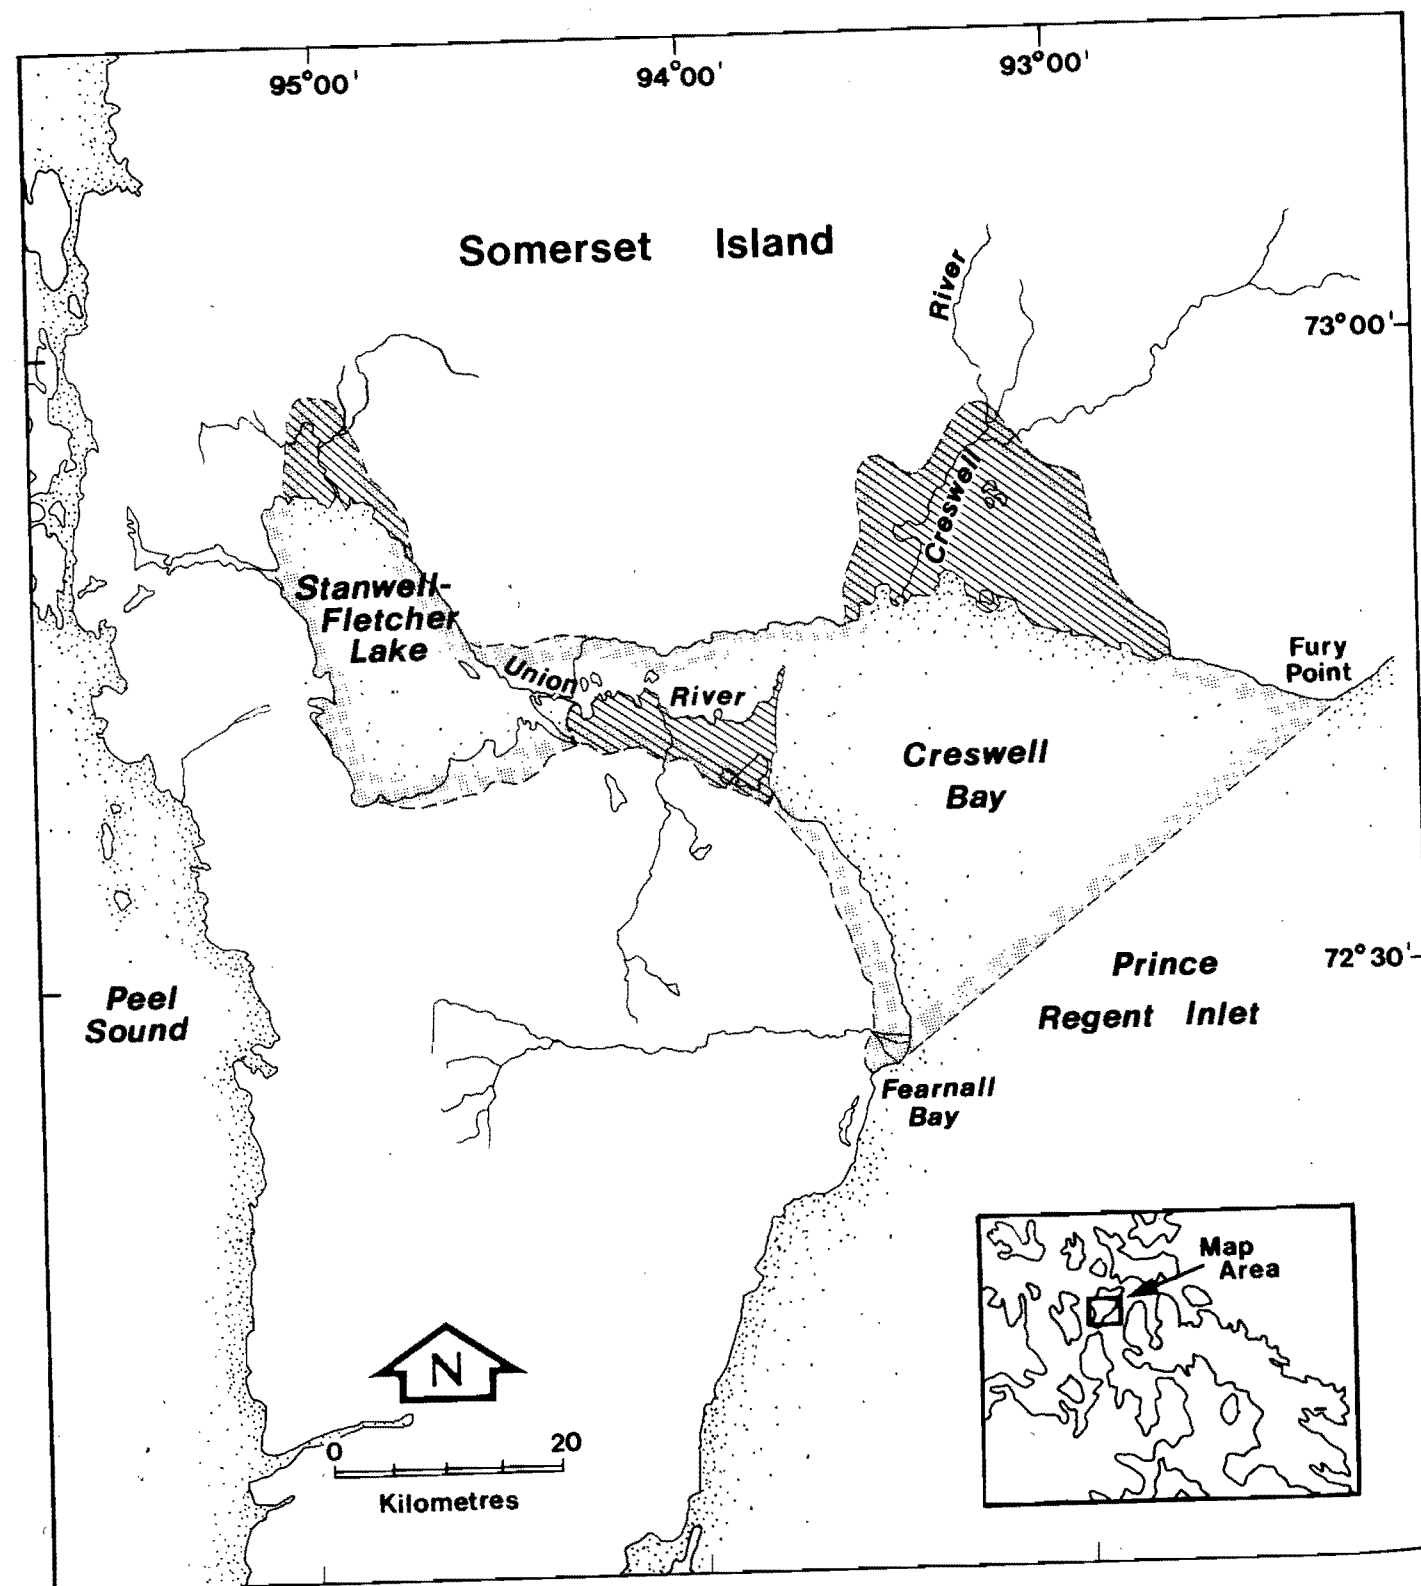 95°00'
94°00'
93°00'
Somerset Island
River
73°00'
Creswell
Stanwell-
Fletcher
Lake
Union
River
Fury
Point
Creswell
Bay
Prince
Regent Inlet
72°30'
Peel
Sound
Fearnall
Bay
Map
Area
N
0 20
Kilometres